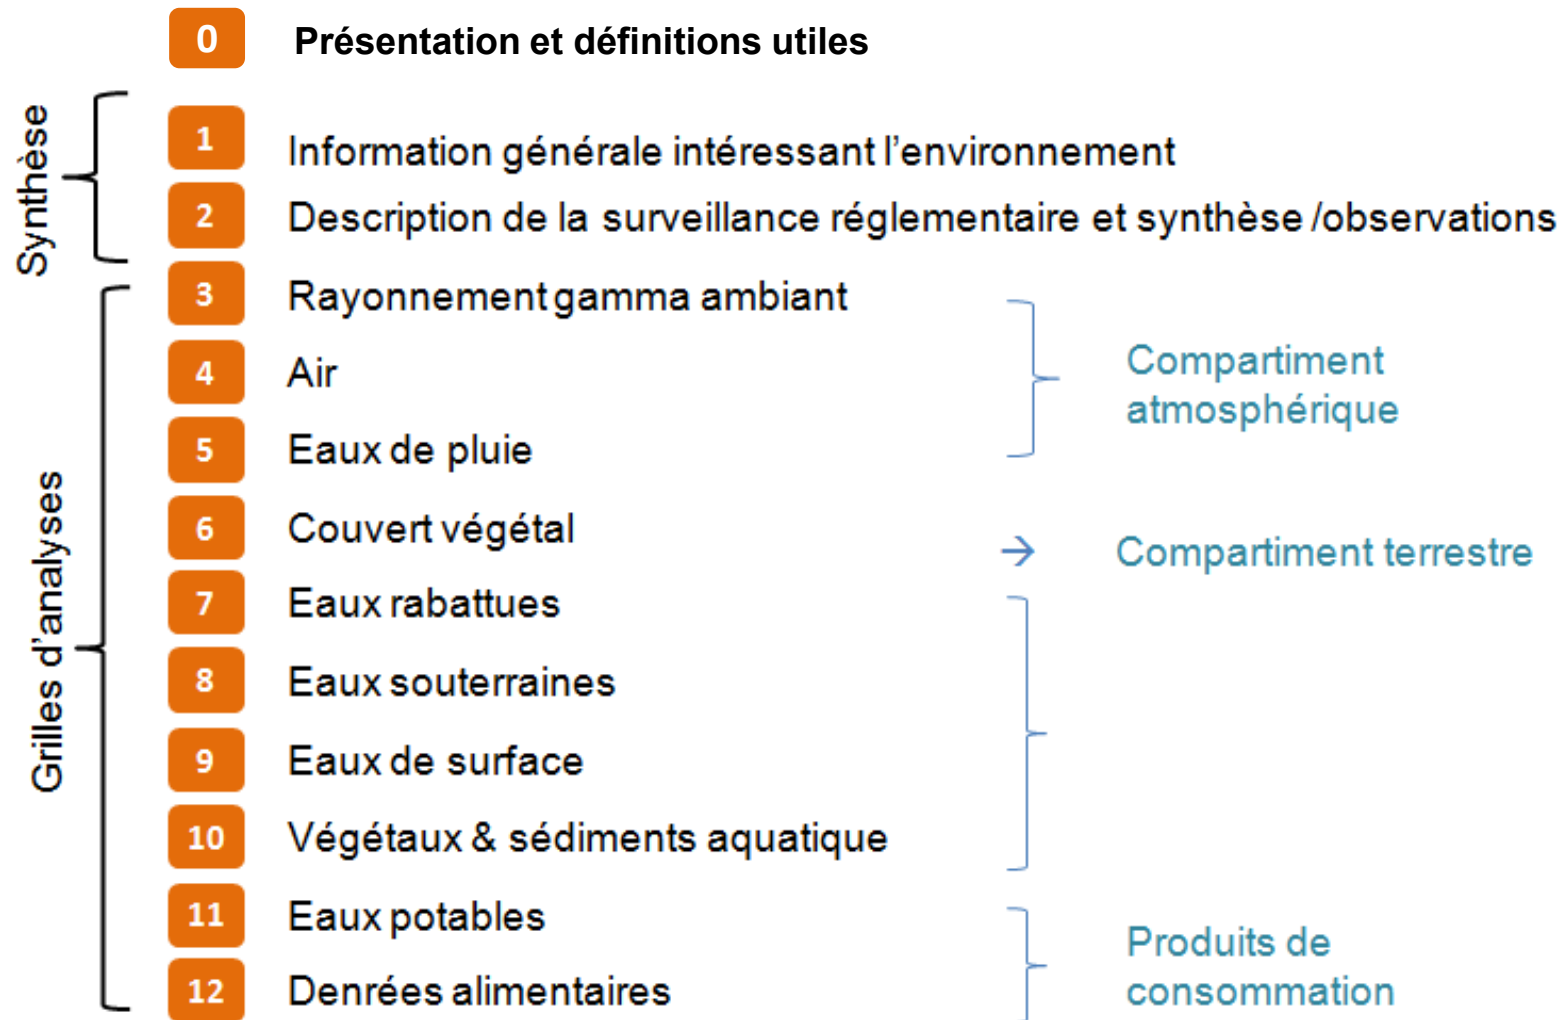 0 Présentation et définitions utiles
Synthèse
1 Information générale intéressant l'environnement
2 Description de la surveillance réglementaire et synthèse /observations
Grilles d'analyses
3 Rayonnement gamma ambiant
4 Air
5 Eaux de pluie
Compartiment
atmosphérique
6 Couvert végétal
→ Compartiment terrestre
7 Eaux rabattues
8 Eaux souterraines
9 Eaux de surface
10 Végétaux & sédiments aquatique
11 Eaux potables
12 Denrées alimentaires
Produits de
consommation